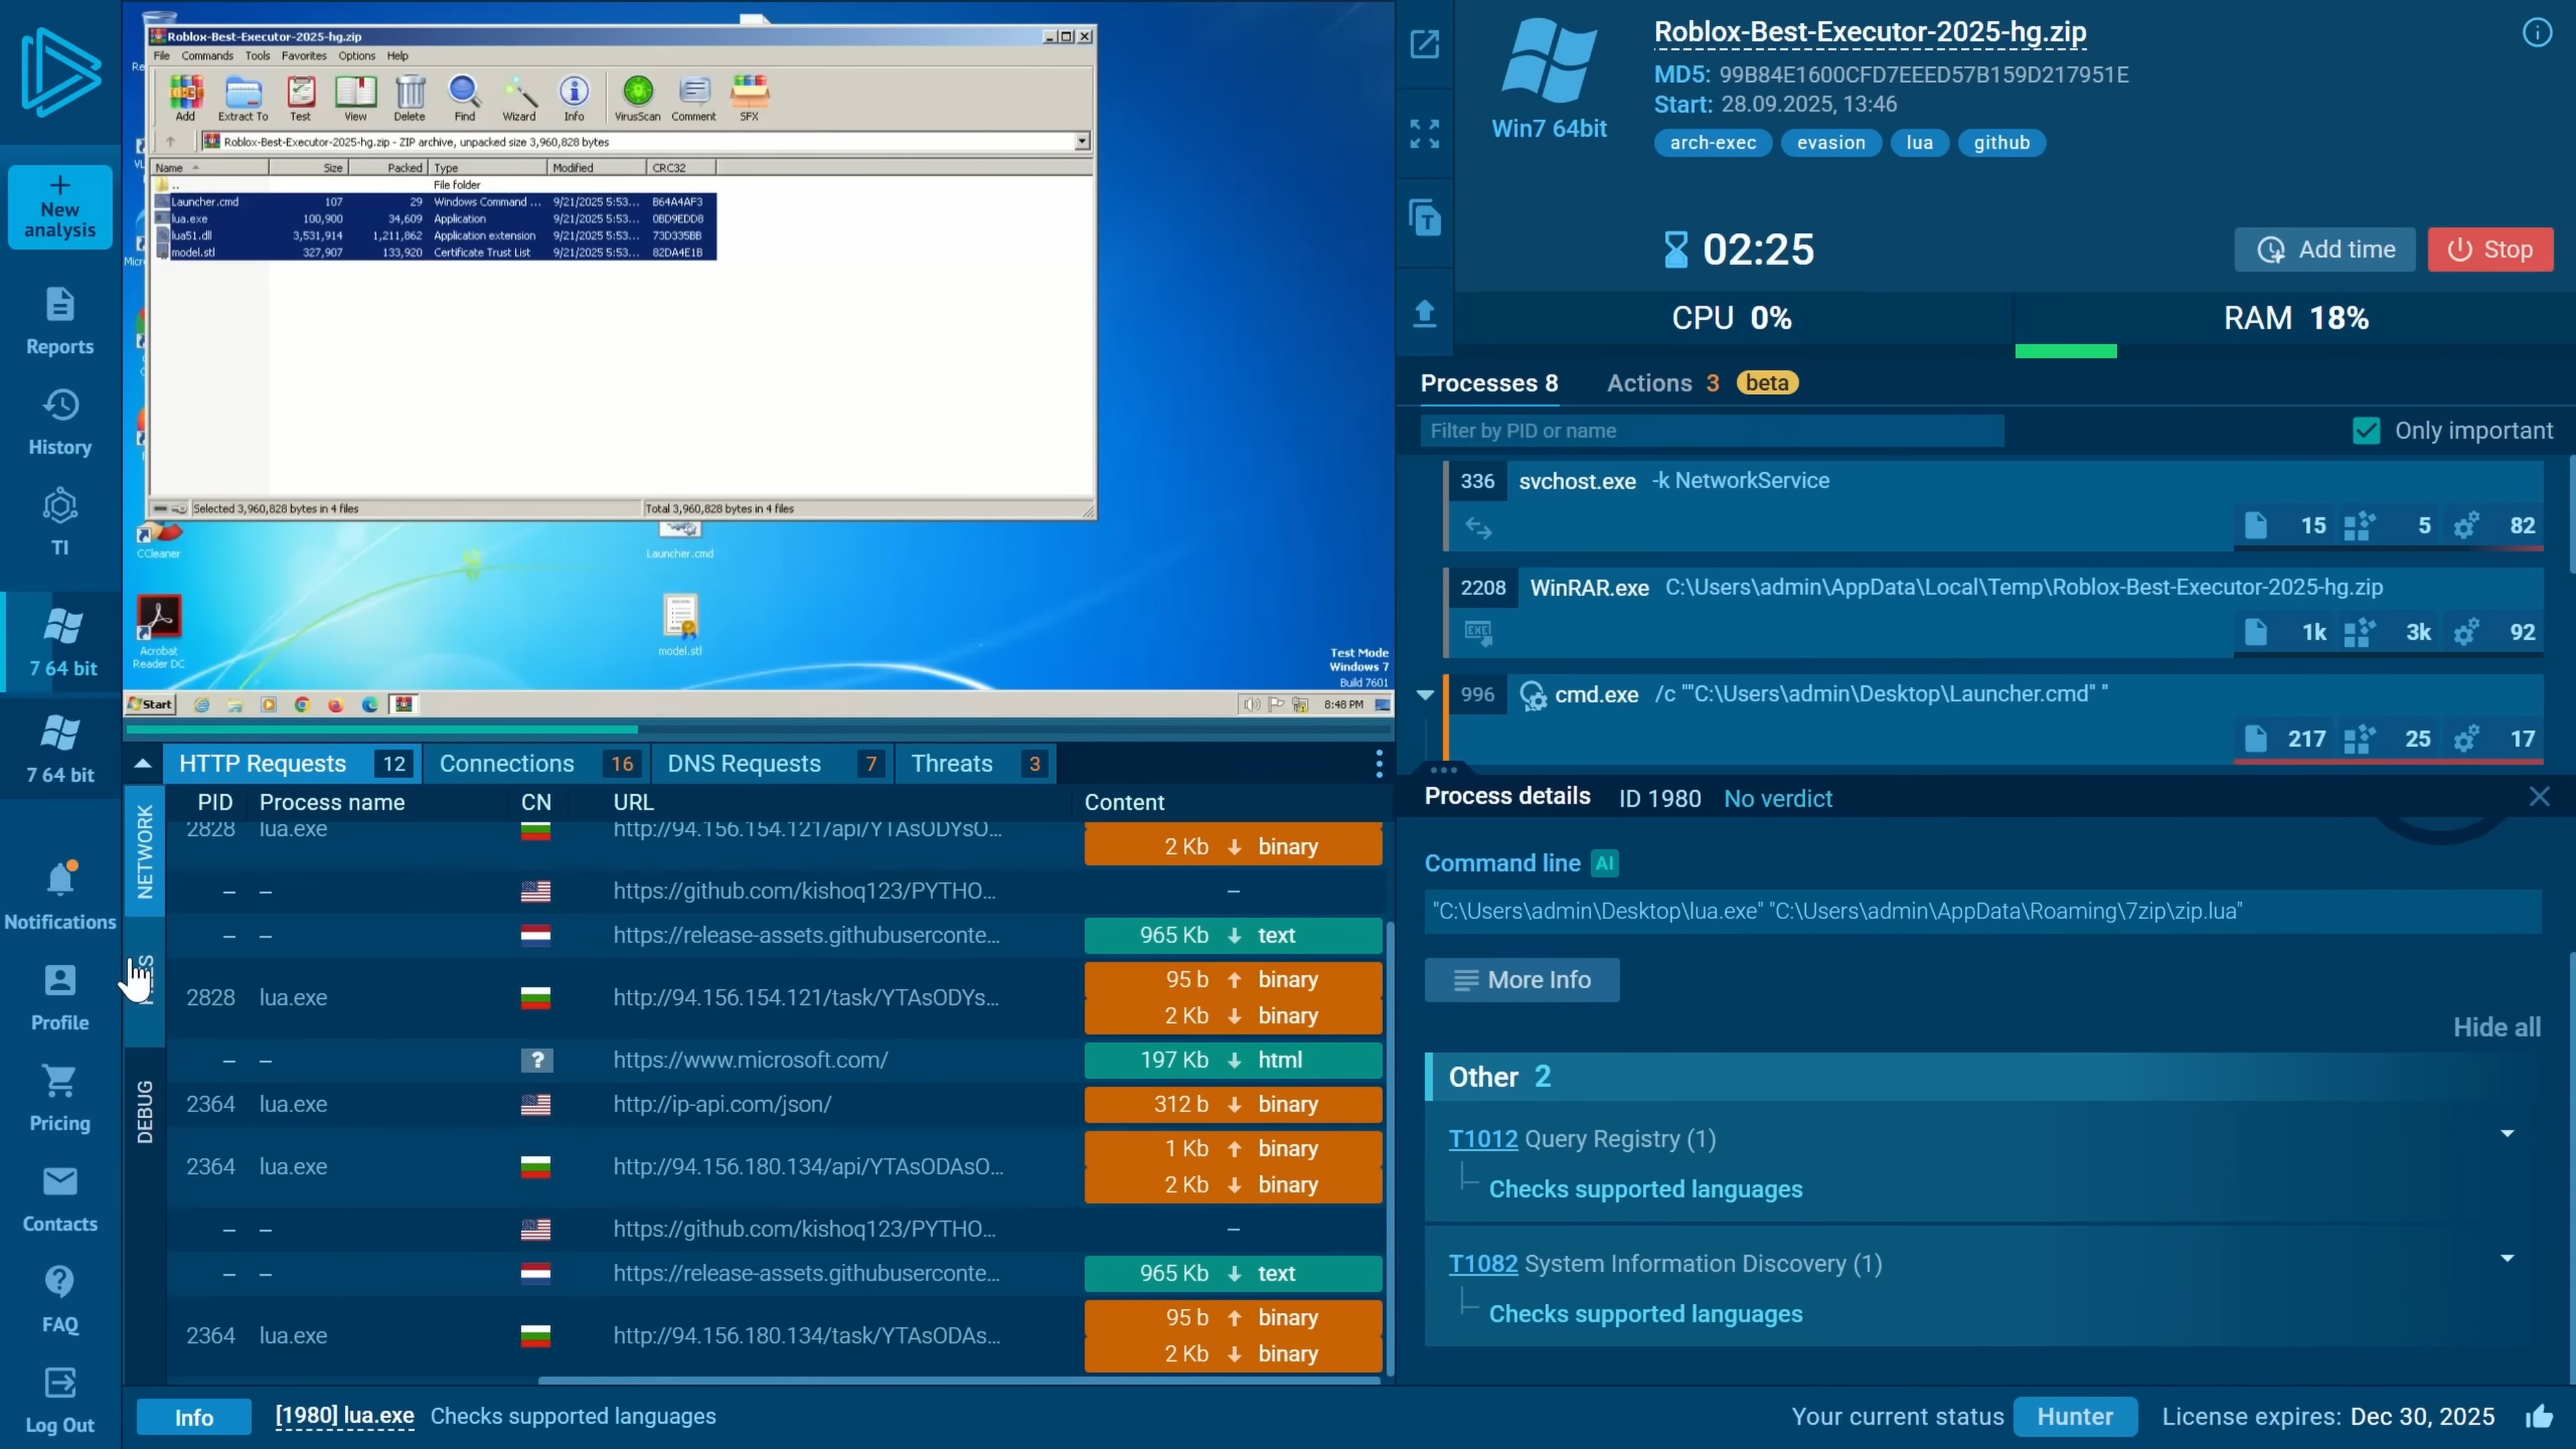 New
analysis
Reports
History
TI
7 64 bit
7 64 bit
Notifications
Profile
Pricing
Contacts
FAQ
Log Out
Roblox-Best-Executor-2025-hg.zip
File Commands Tools Favorites Options Help
Add Extract To Test View Delete Find Wizard Info VirusScan Comment SFX
Roblox-Best-Executor-2025-hg.zip - ZIP archive, unpacked size 3,960,828 bytes
Name Size Packed Type Modified CRC32
.. File folder
Launcher.cmd 107 29 Windows Command ... 9/21/2025 5:53... B64A4AF3
lua.exe 100,900 34,609 Application 9/21/2025 5:53... 0BD9EDD8
lua51.dll 3,531,914 1,211,862 Application extension 9/21/2025 5:53... 73D335BB
model.stl 327,907 133,920 Certificate Trust List 9/21/2025 5:53... 82DA4E1B
Selected 3,960,828 bytes in 4 files Total 3,960,828 bytes in 4 files
CCleaner
Launcher.cmd
Acrobat
Reader DC
model.stl
Test Mode
Windows 7
Build 7601
Start 8:48 PM
HTTP Requests 12 Connections 16 DNS Requests 7 Threats 3
NETWORK
DEBUG
PID Process name CN URL Content
2828 lua.exe http://94.156.154.121/api/YTAsODYsO... 2 Kb ↓ binary
– – https://github.com/kishoq123/PYTHO... –
– – https://release-assets.githubuserconte... 965 Kb ↓ text
2828 lua.exe http://94.156.154.121/task/YTAsODYs... 95 b ↑ binary
2 Kb ↓ binary
– – ? https://www.microsoft.com/ 197 Kb ↓ html
2364 lua.exe http://ip-api.com/json/ 312 b ↓ binary
2364 lua.exe http://94.156.180.134/api/YTAsODAsO... 1 Kb ↑ binary
2 Kb ↓ binary
– – https://github.com/kishoq123/PYTHO... –
– – https://release-assets.githubuserconte... 965 Kb ↓ text
2364 lua.exe http://94.156.180.134/task/YTAsODAs... 95 b ↑ binary
2 Kb ↓ binary
Info [1980] lua.exe Checks supported languages
Win7 64bit
Roblox-Best-Executor-2025-hg.zip
MD5: 99B84E1600CFD7EEED57B159D217951E
Start: 28.09.2025, 13:46
arch-exec evasion lua github
02:25
Add time Stop
CPU 0% RAM 18%
Processes 8 Actions 3 beta
Filter by PID or name Only important
336 svchost.exe -k NetworkService
15 5 82
2208 WinRAR.exe C:\Users\admin\AppData\Local\Temp\Roblox-Best-Executor-2025-hg.zip
EXE 1k 3k 92
996 cmd.exe /c ""C:\Users\admin\Desktop\Launcher.cmd" "
217 25 17
Process details ID 1980 No verdict
Command line AI
"C:\Users\admin\Desktop\lua.exe" "C:\Users\admin\AppData\Roaming\7zip\zip.lua"
More Info
Hide all
Other 2
T1012 Query Registry (1)
Checks supported languages
T1082 System Information Discovery (1)
Checks supported languages
Your current status Hunter License expires: Dec 30, 2025